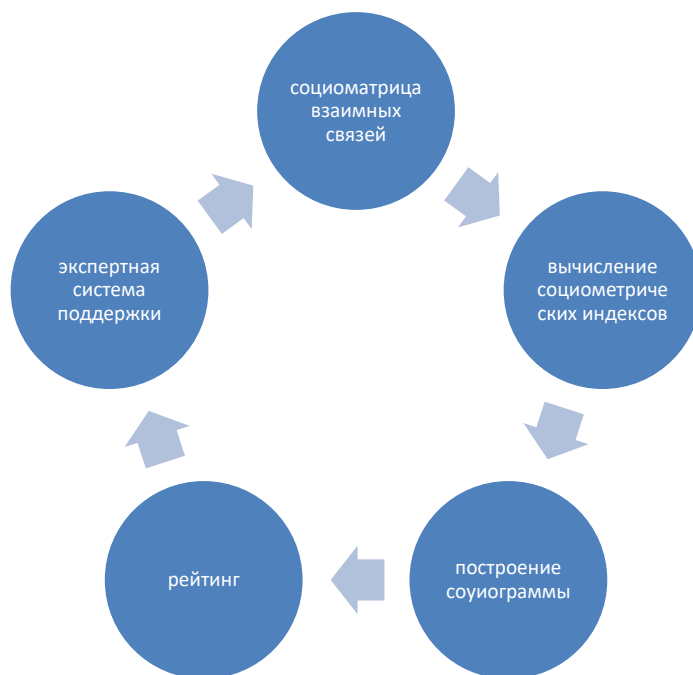 социоматрица
взаимных
связей
вычисление
социометриче
ских индексов
построение
соуиограммы
рейтинг
экспертная
система
поддержки